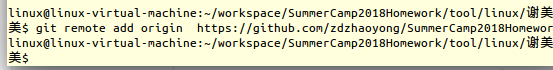 linux@linux-virtual-machine:~/workspace/SummerCamp2018Homework/tool/linux/谢美
美$ git remote add origin  https://github.com/zdzhaoyong/SummerCamp2018Homewor
linux@linux-virtual-machine:~/workspace/SummerCamp2018Homework/tool/linux/谢美
美$